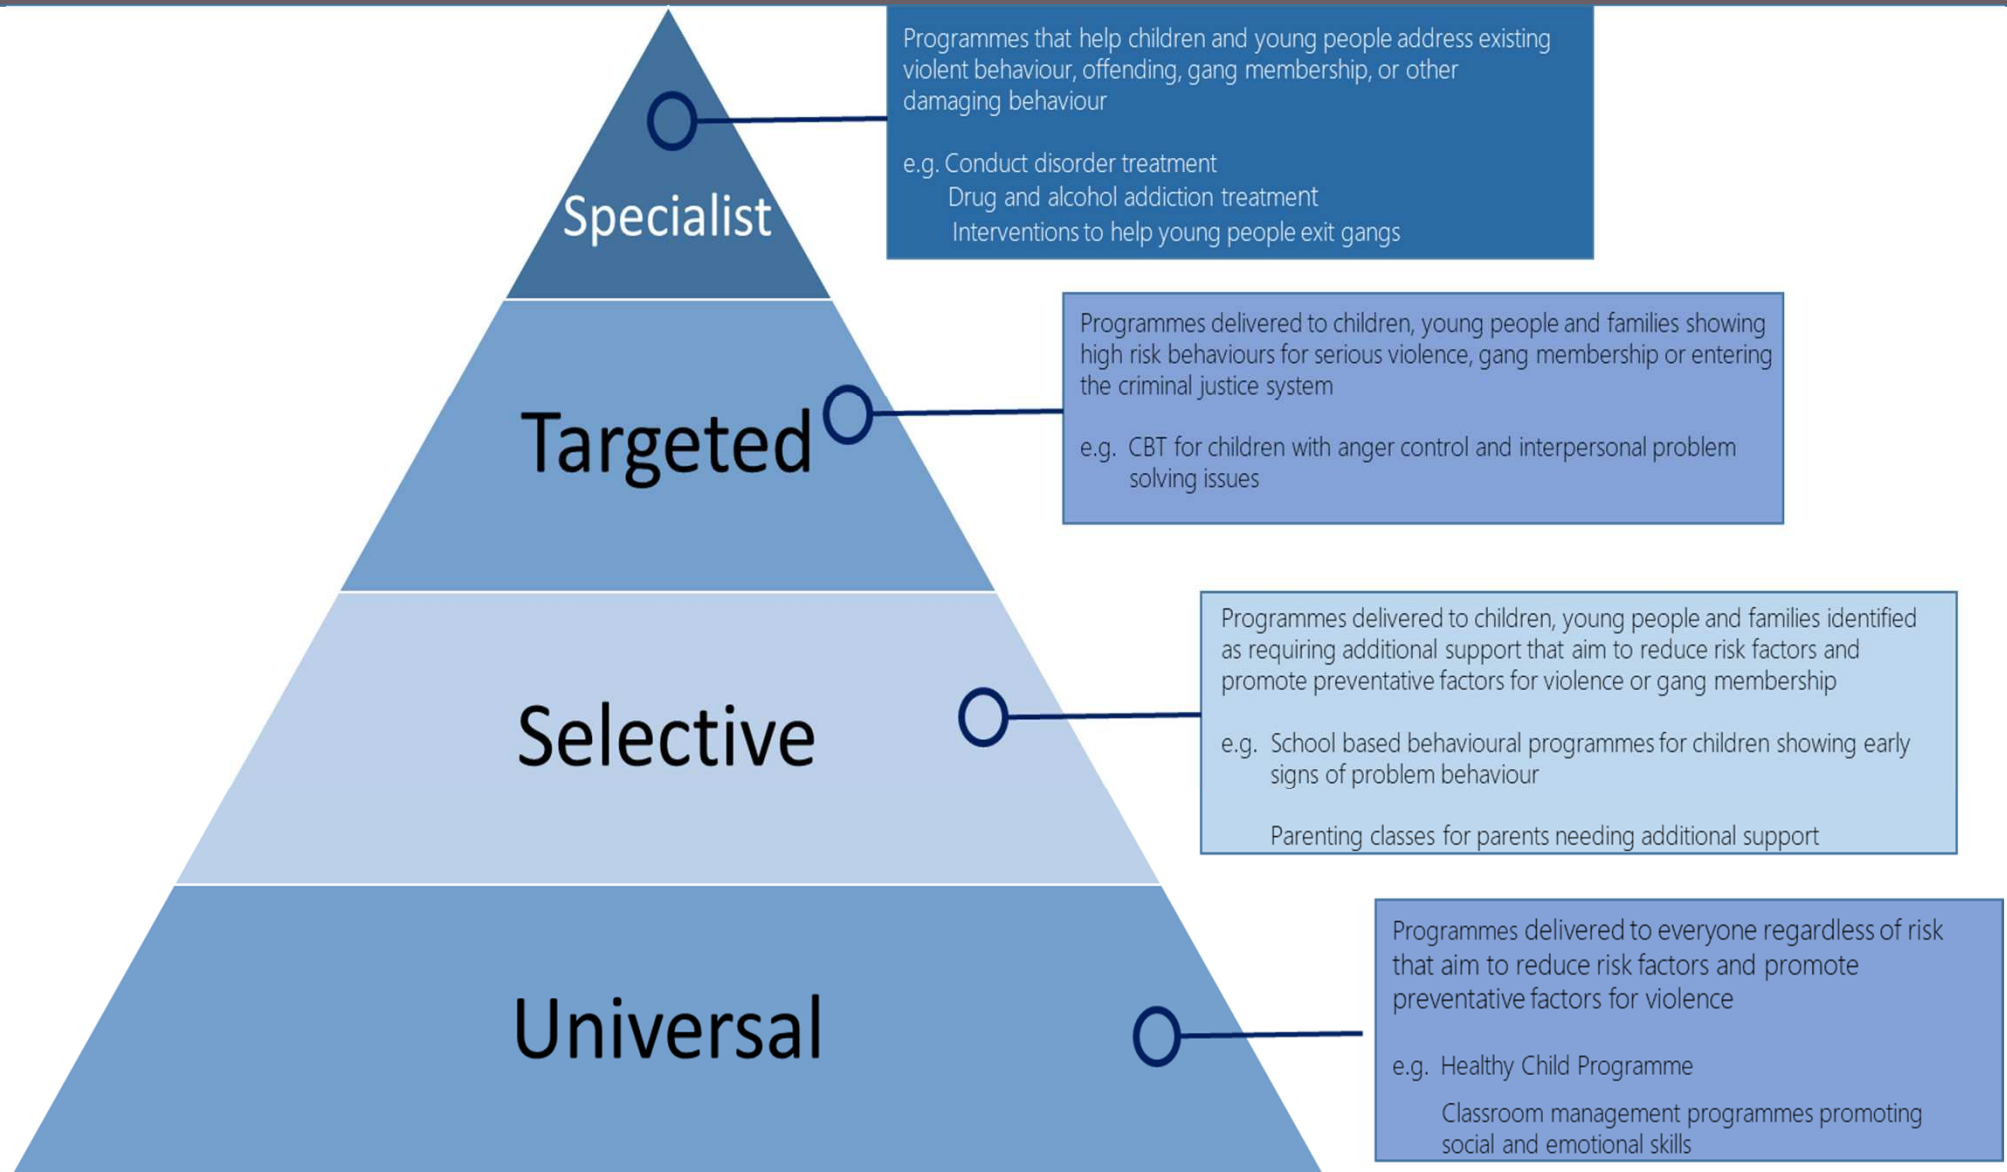 Programmes that help children and young people address existing
violent behaviour, offending, gang membership, or other
damaging behaviour
e.g. Conduct disorder treatment
Drug and alcohol addiction treatment
Interventions to help young people exit gangs
Specialist
Programmes delivered to children, young people and families showing
high risk behaviours for serious violence, gang membership or entering
the criminal justice system
e.g. CBT for children with anger control and interpersonal problem
solving issues
Targeted
Programmes delivered to children, young people and families identified
as requiring additional support that aim to reduce risk factors and
promote preventative factors for violence or gang membership
e.g. School based behavioural programmes for children showing early
signs of problem behaviour
Parenting classes for parents needing additional support
Selective
Programmes delivered to everyone regardless of risk
that aim to reduce risk factors and promote
preventative factors for violence
e.g. Healthy Child Programme
Classroom management programmes promoting
social and emotional skills
Universal